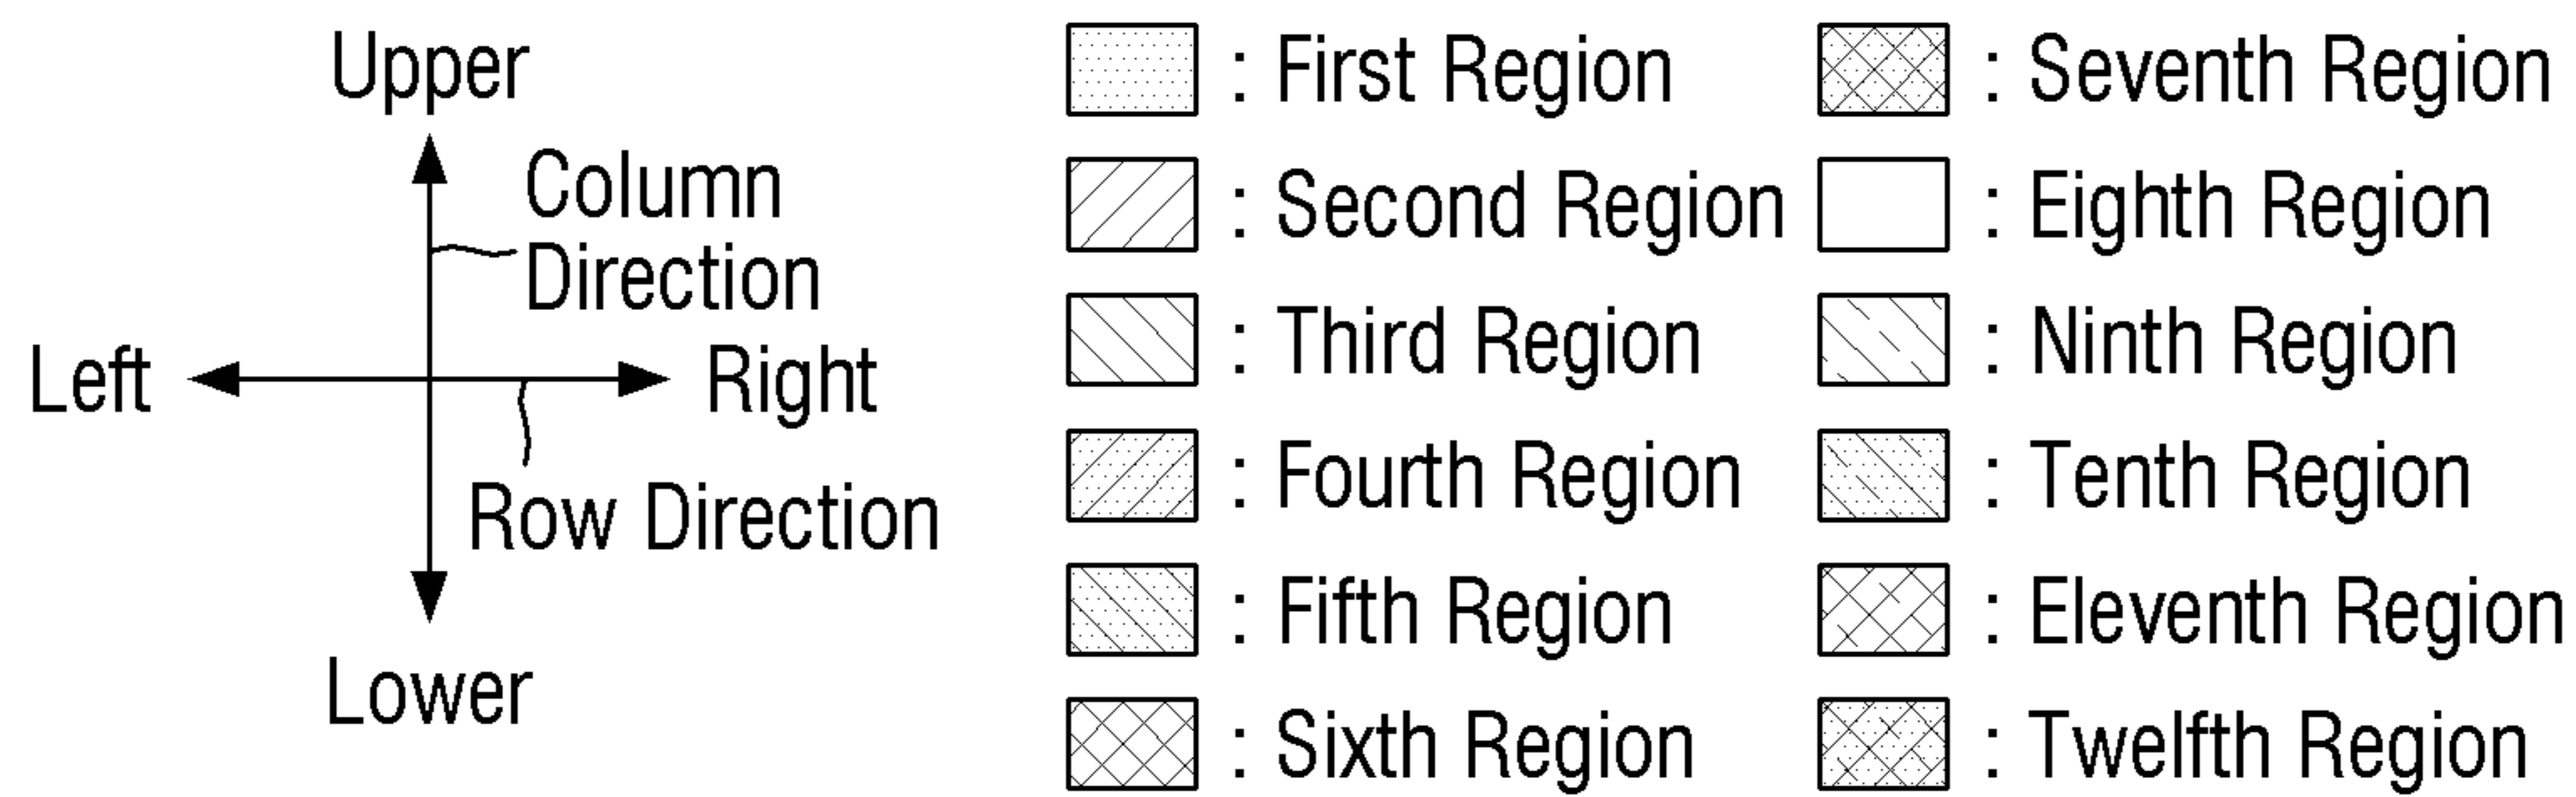 Upper
Column
Direction
Left
Right
Row Direction
Lower
: First Region
: Second Region
: Third Region
: Fourth Region
: Fifth Region
: Sixth Region
: Seventh Region
: Eighth Region
: Ninth Region
: Tenth Region
: Eleventh Region
: Twelfth Region